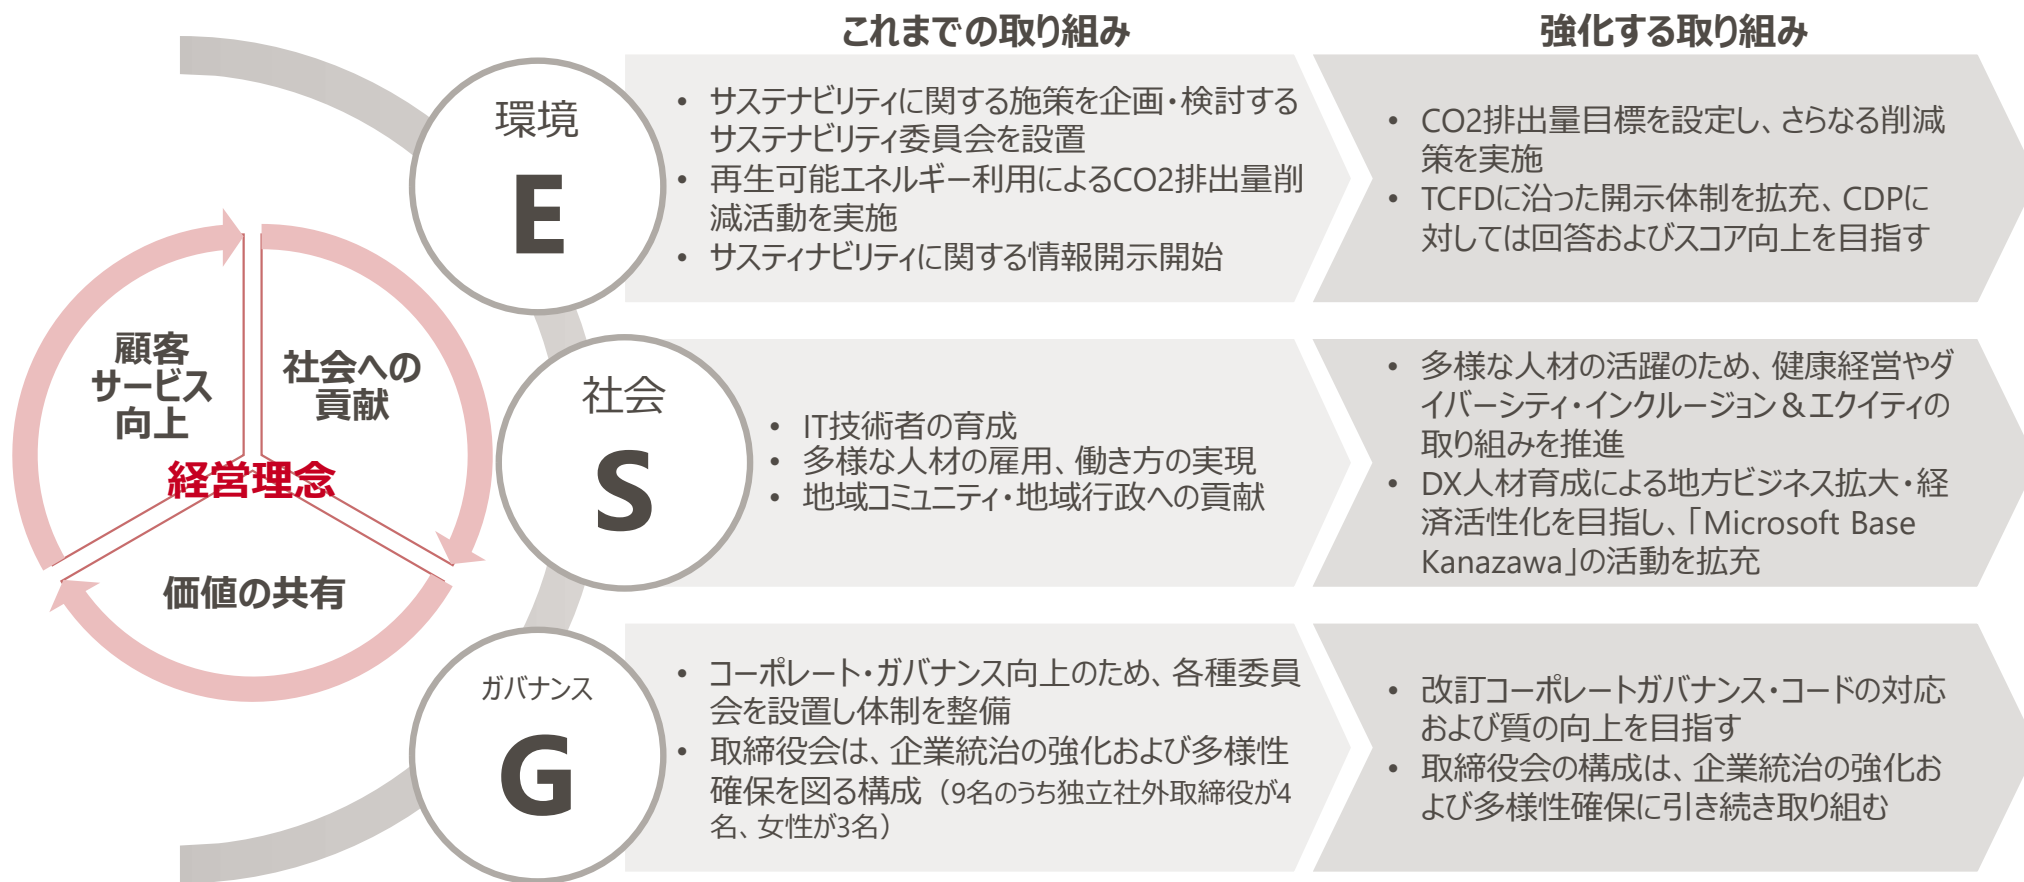 これまでの取り組み
強化する取り組み
環境
E
• サステナビリティに関する施策を企画・検討する
サステナビリティ委員会を設置
• 再生可能エネルギー利用によるCO2排出量削
減活動を実施
• サスティナビリティに関する情報開示開始
• CO2排出量目標を設定し、さらなる削減
策を実施
• TCFDに沿った開示体制を拡充、CDPに
対しては回答およびスコア向上を目指す
顧客
サービス
向上
社会への
貢献
経営理念
価値の共有
社会
S
• IT技術者の育成
• 多様な人材の雇用、働き方の実現
• 地域コミュニティ・地域行政への貢献
• 多様な人材の活躍のため、健康経営やダ
イバーシティ・インクルージョン＆エクイティの
取り組みを推進
• DX人材育成による地方ビジネス拡大・経
済活性化を目指し、「Microsoft Base
Kanazawa」の活動を拡充
ガバナンス
G
• コーポレート・ガバナンス向上のため、各種委員
会を設置し体制を整備
• 取締役会は、企業統治の強化および多様性
確保を図る構成（9名のうち独立社外取締役が4
名、女性が3名）
• 改訂コーポレートガバナンス・コードの対応
および質の向上を目指す
• 取締役会の構成は、企業統治の強化お
よび多様性確保に引き続き取り組む